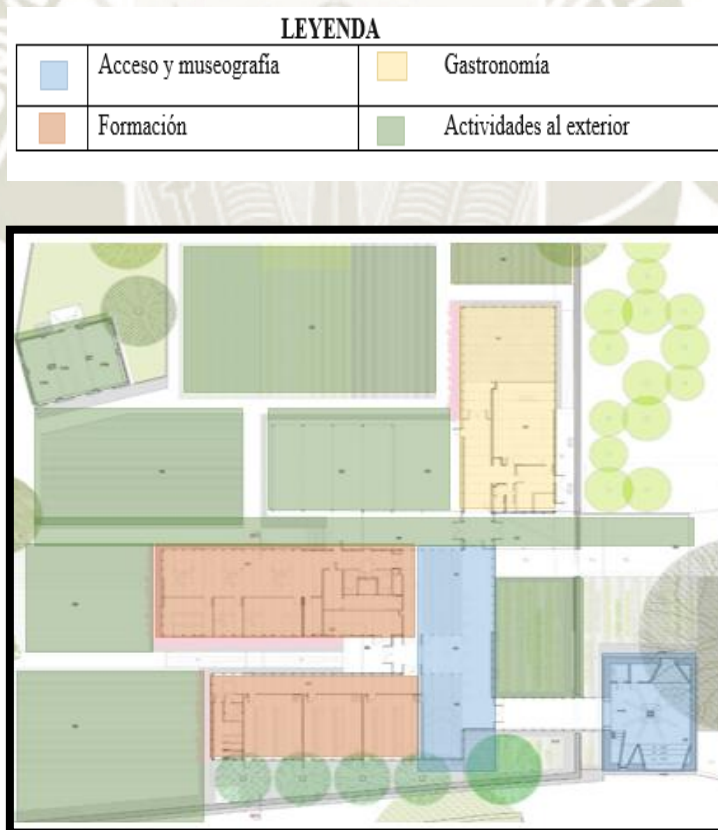 LEYENDA
Acceso y museografía
Gastronomía
Formación
Actividades al exterior